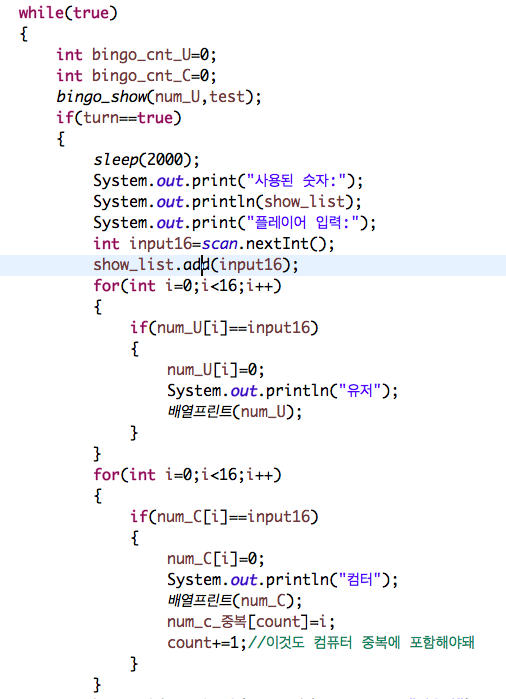 while(true)
{
int bingo_cnt_U=0;
int bingo_cnt_C=0;
bingo_show(num_U,test);
if(turn==true)
{
sleep(2000);
System.out.print("사용된 숫자:");
System.out.println(show_list);
System.out.print("플레이어 입력:");
int input16=scan.nextInt();
show_list.add(input16);
for(int i=0;i<16;i++)
{
if(num_U[i]==input16)
{
num_U[i]=0;
System.out.println("유저");
배열프린트(num_U);
}
}
for(int i=0;i<16;i++)
{
if(num_C[i]==input16)
{
num_C[i]=0;
System.out.println("컴터");
배열프린트(num_C);
num_c_중복[count]=i;
count+=1;//이것도 컴퓨터 중복에 포함해야돼
}
}